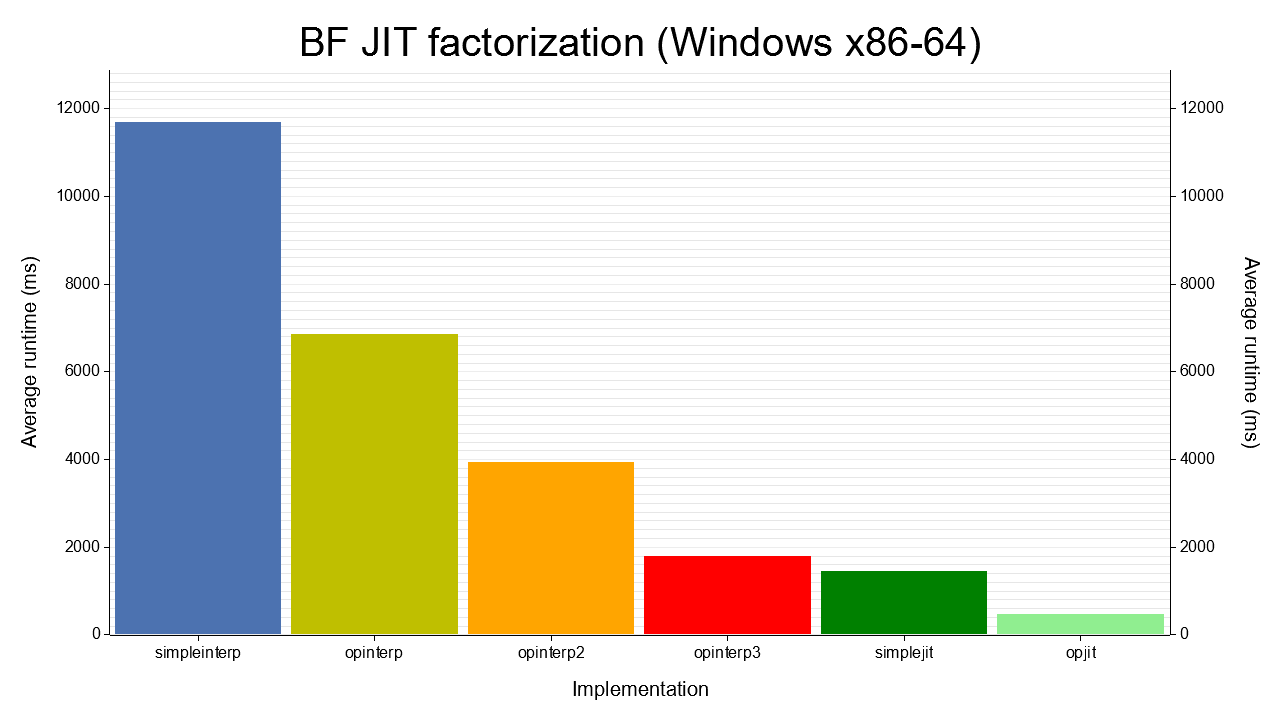 BF JIT factorization (Windows x86-64)
Average runtime (ms)
12000
10000
8000
6000
4000
2000
0
12000
10000
8000
6000
4000
2000
0
Average runtime (ms)
simpleinterp
opinterp
opinterp2
opinterp3
simplejit
opjit
Implementation